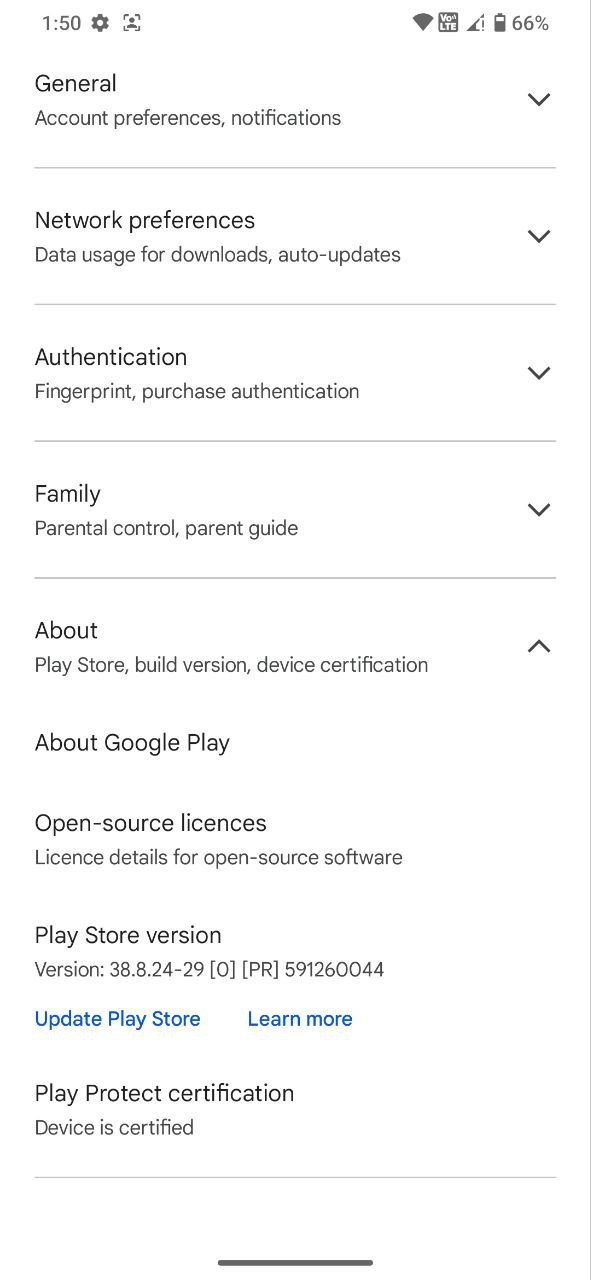 1:50 Vo LTE 66%
General
Account preferences, notifications
Network preferences
Data usage for downloads, auto-updates
Authentication
Fingerprint, purchase authentication
Family
Parental control, parent guide
About
Play Store, build version, device certification
About Google Play
Open-source licences
Licence details for open-source software
Play Store version
Version: 38.8.24-29 [0] [PR] 591260044
Update Play Store Learn more
Play Protect certification
Device is certified